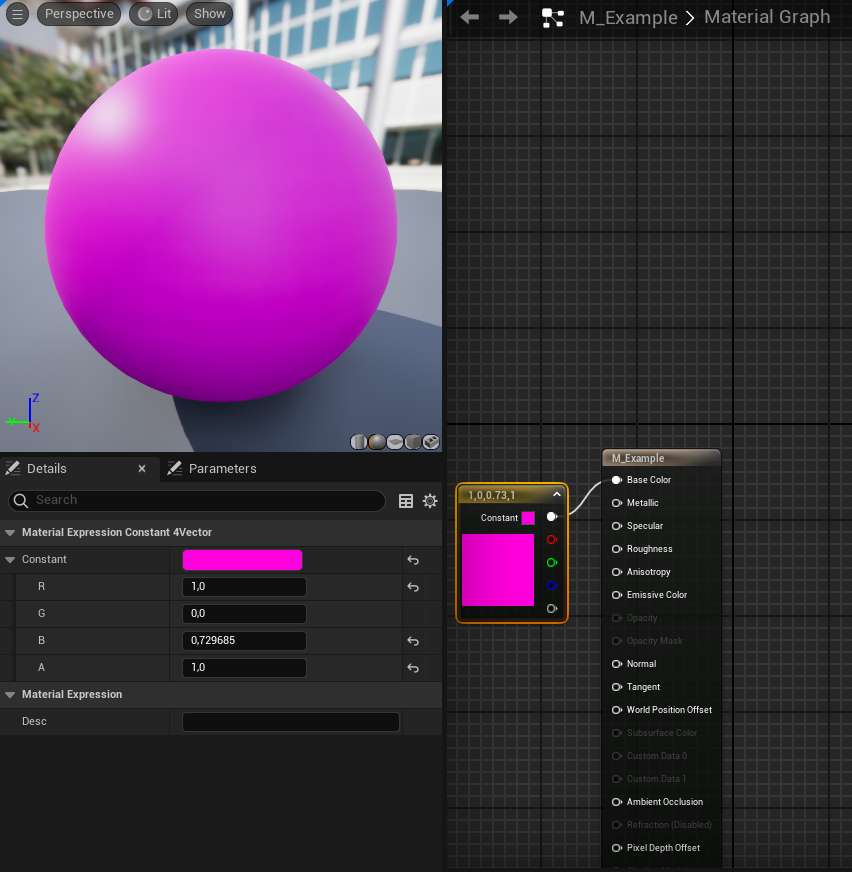 Perspective
Lit
Show
M_Example
Material Graph
Z
X
Details
Parameters
Search
Material Expression Constant 4Vector
Constant
R
1,0
G
0,0
B
0,729685
A
1,0
Material Expression
Desc
1,0,0.73,1
Constant
M_Example
Base Color
Metallic
Specular
Roughness
Anisotropy
Emissive Color
Opacity
Opacity Mask
Normal
Tangent
World Position Offset
Subsurface Color
Custom Data 0
Custom Data 1
Ambient Occlusion
Refraction (Disabled)
Pixel Depth Offset